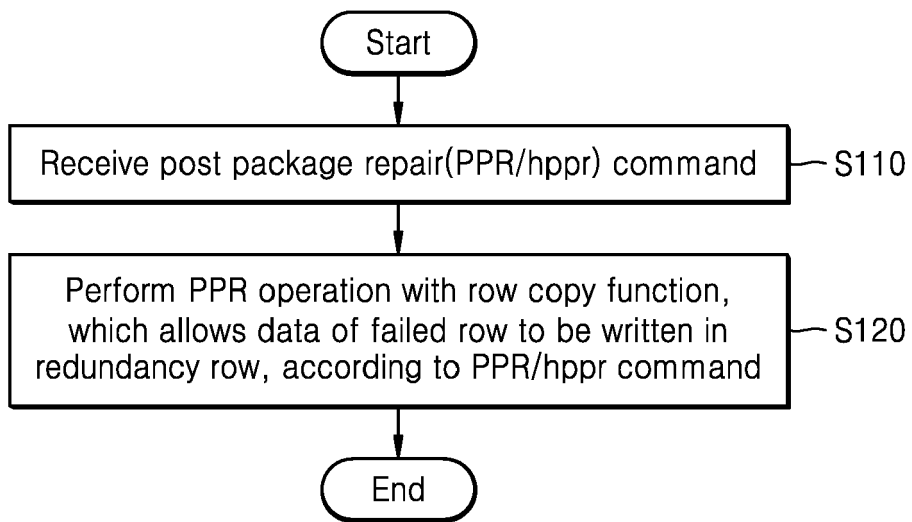 Start
Receive post package repair(PPR/hppr) command
S110
Perform PPR operation with row copy function,
which allows data of failed row to be written in
redundancy row, according to PPR/hppr command
S120
End